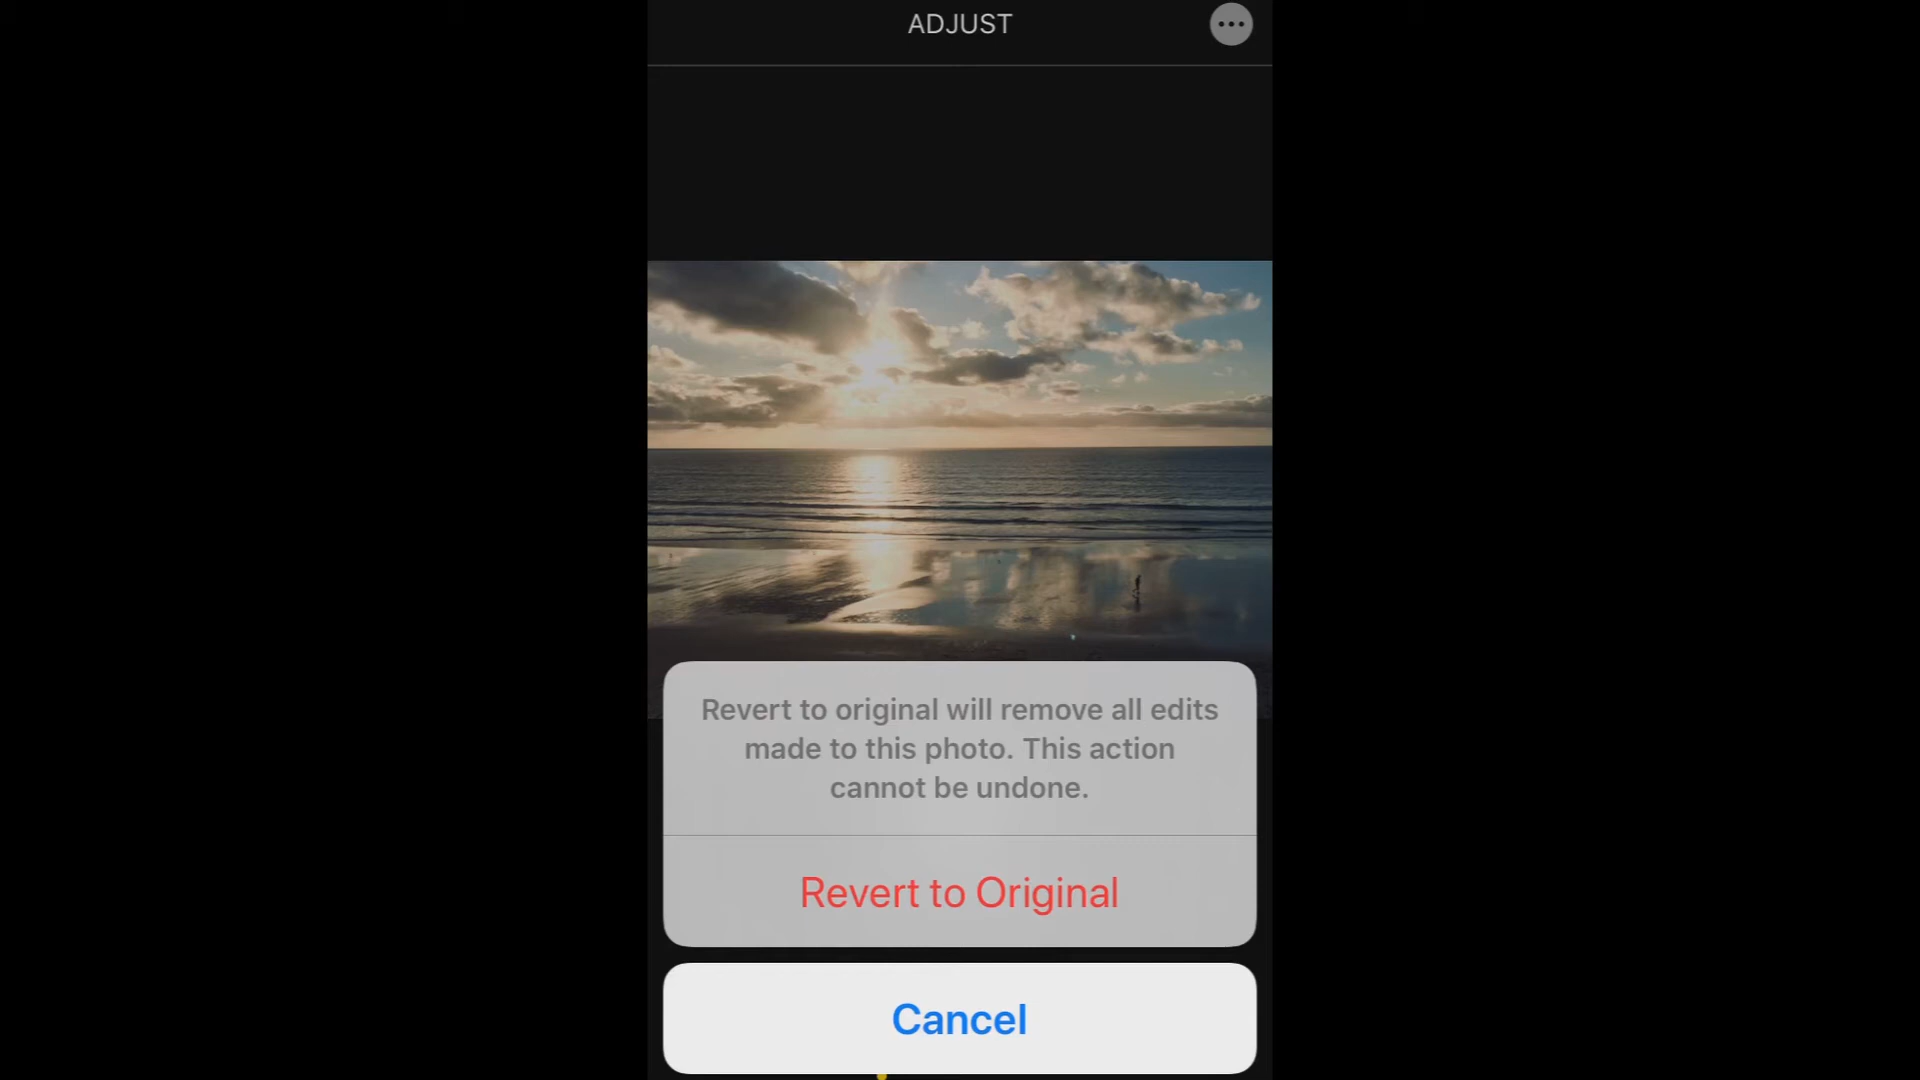 ADJUST
Revert to original will remove all edits
made to this photo. This action
cannot be undone.
Revert to Original
Cancel